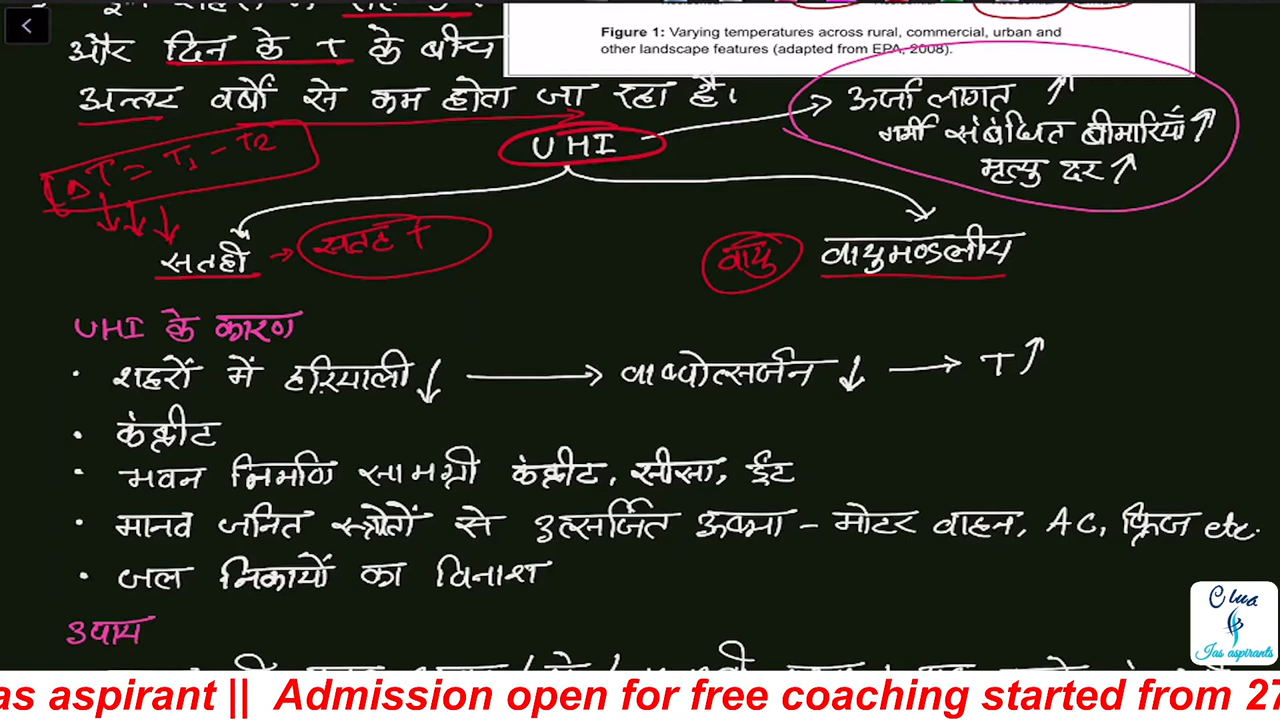 Figure 1: Varying temperatures across rural, commercial, urban and
other landscape features (adapted from EPA, 2008).
और दिन के T के बीच
अन्तर वर्षों से कम होता जा रहा है।
ऊर्जा लागत ↑
गर्मी संबंधित बीमारियाँ ↑
मृत्यु दर ↑
UHI
ΔT = T1 - T2
सतही → सतह T
वायु वायुमण्डलीय
UHI के कारण
· शहरों में हरियाली ↓ → वाष्पोत्सर्जन ↓ → T↑
· कंक्रीट
· भवन निर्माण सामग्री कंक्रीट, सीसा, ईंट
· मानव जनित स्त्रोतों से उत्सर्जित ऊष्मा - मोटर वाहन, AC, फ्रिज etc.
· जल निकायों का विनाश
उपाय
Jas aspirants
as aspirant || Admission open for free coaching started from 27